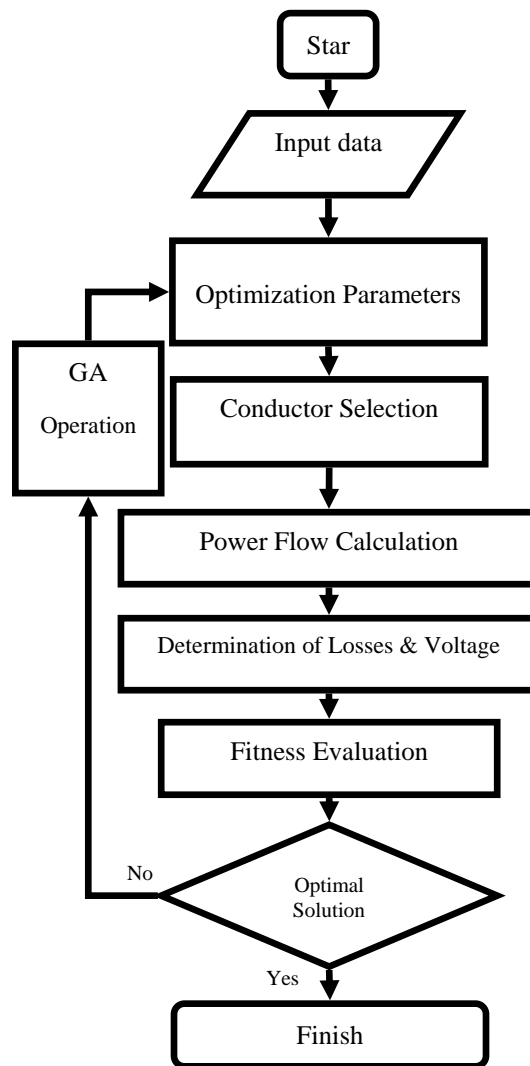 Star
Input data
Optimization Parameters
GA
Operation
Conductor Selection
Power Flow Calculation
Determination of Losses & Voltage
Fitness Evaluation
No
Optimal
Solution
Yes
Finish